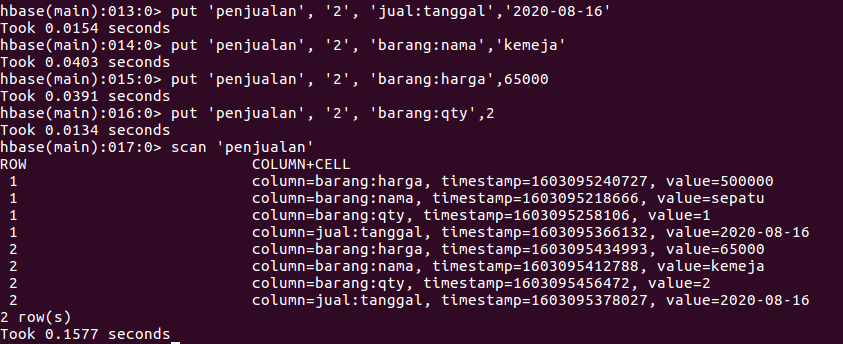 hbase(main):013:0> put 'penjualan', '2', 'jual:tanggal','2020-08-16'
Took 0.0154 seconds
hbase(main):014:0> put 'penjualan', '2', 'barang:nama','kemeja'
Took 0.0403 seconds
hbase(main):015:0> put 'penjualan', '2', 'barang:harga',65000
Took 0.0391 seconds
hbase(main):016:0> put 'penjualan', '2', 'barang:qty',2
Took 0.0134 seconds
hbase(main):017:0> scan 'penjualan'
ROW COLUMN+CELL
1 column=barang:harga, timestamp=1603095240727, value=500000
1 column=barang:nama, timestamp=1603095218666, value=sepatu
1 column=barang:qty, timestamp=1603095258106, value=1
1 column=jual:tanggal, timestamp=1603095366132, value=2020-08-16
2 column=barang:harga, timestamp=1603095434993, value=65000
2 column=barang:nama, timestamp=1603095412788, value=kemeja
2 column=barang:qty, timestamp=1603095456472, value=2
2 column=jual:tanggal, timestamp=1603095378027, value=2020-08-16
2 row(s)
Took 0.1577 seconds